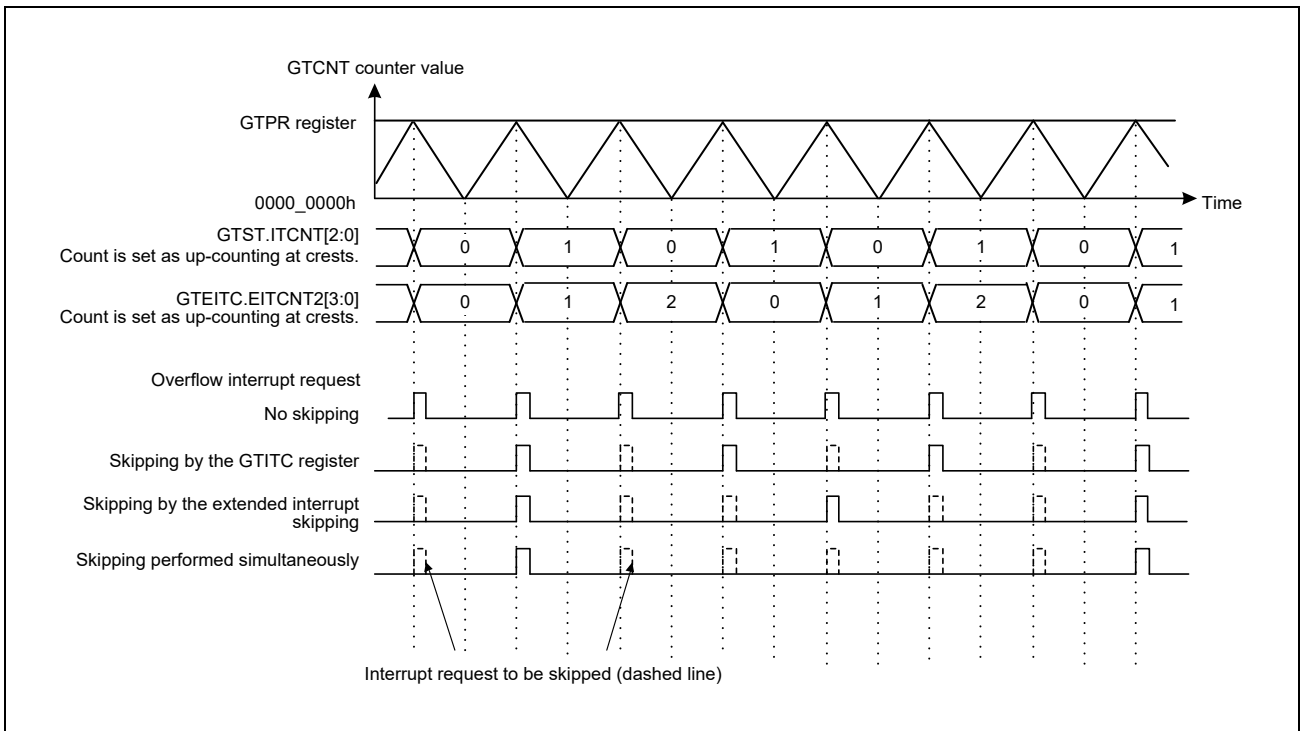 GTCNT counter value
GTPR register
0000_0000h
Time
GTST.ITCNT[2:0]
Count is set as up-counting at crests.
0 1 0 1 0 1 0 1
GTEITC.EITCNT2[3:0]
Count is set as up-counting at crests.
0 1 2 0 1 2 0 1
Overflow interrupt request
No skipping
Skipping by the GTITC register
Skipping by the extended interrupt
skipping
Skipping performed simultaneously
Interrupt request to be skipped (dashed line)